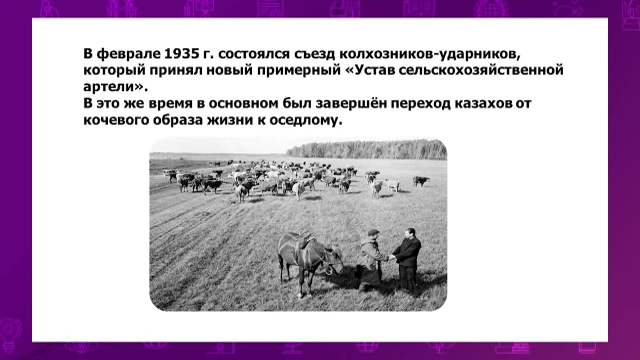 В феврале 1935 г. состоялся съезд колхозников-ударников,
который принял новый примерный «Устав сельскохозяйственной
артели».
В это же время в основном был завершён переход казахов от
кочевого образа жизни к оседлому.